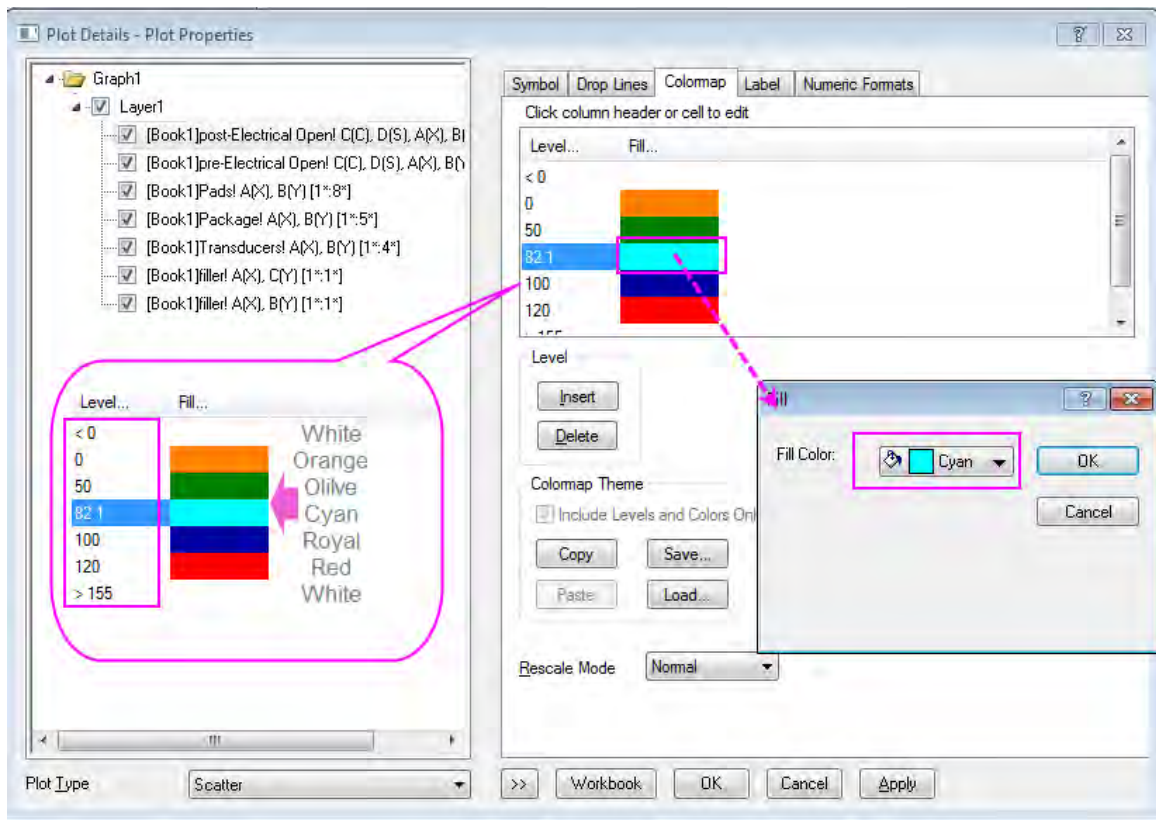 Plot Details - Plot Properties
Graph1
Layer1
[Book1]post-Electrical Open! C(C), D(S), A(X), B(
[Book1]pre-Electrical Open! C(C), D(S), A(X), B(Y
[Book1]Pads! A(X), B(Y) [1*:8*]
[Book1]Package! A(X), B(Y) [1*:5*]
[Book1]Transducers! A(X), B(Y) [1*:4*]
[Book1]filler! A(X), C(Y) [1*:1*]
[Book1]filler! A(X), B(Y) [1*:1*]
Level... Fill...
< 0 White
0 Orange
50 Olilve
82.1 Cyan
100 Royal
120 Red
> 155 White
Plot Type Scatter
Symbol Drop Lines Colormap Label Numeric Formats
Click column header or cell to edit
Level... Fill...
< 0
0
50
82.1
100
120
> 155
Level
Insert
Delete
Colormap Theme
Include Levels and Colors Onl
Copy Save...
Paste Load...
Rescale Mode Normal
Fill
Fill Color: Cyan OK
Cancel
>> Workbook OK Cancel Apply